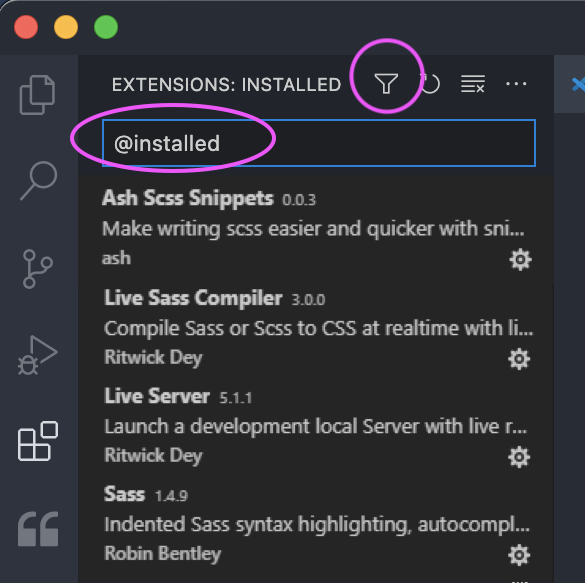 EXTENSIONS: INSTALLED
@installed
Ash Scss Snippets 0.0.3
Make writing scss easier and quicker with sni...
ash
Live Sass Compiler 3.0.0
Compile Sass or Scss to CSS at realtime with li...
Ritwick Dey
Live Server 5.1.1
Launch a development local Server with live r...
Ritwick Dey
Sass 1.4.9
Indented Sass syntax highlighting, autocompl...
Robin Bentley